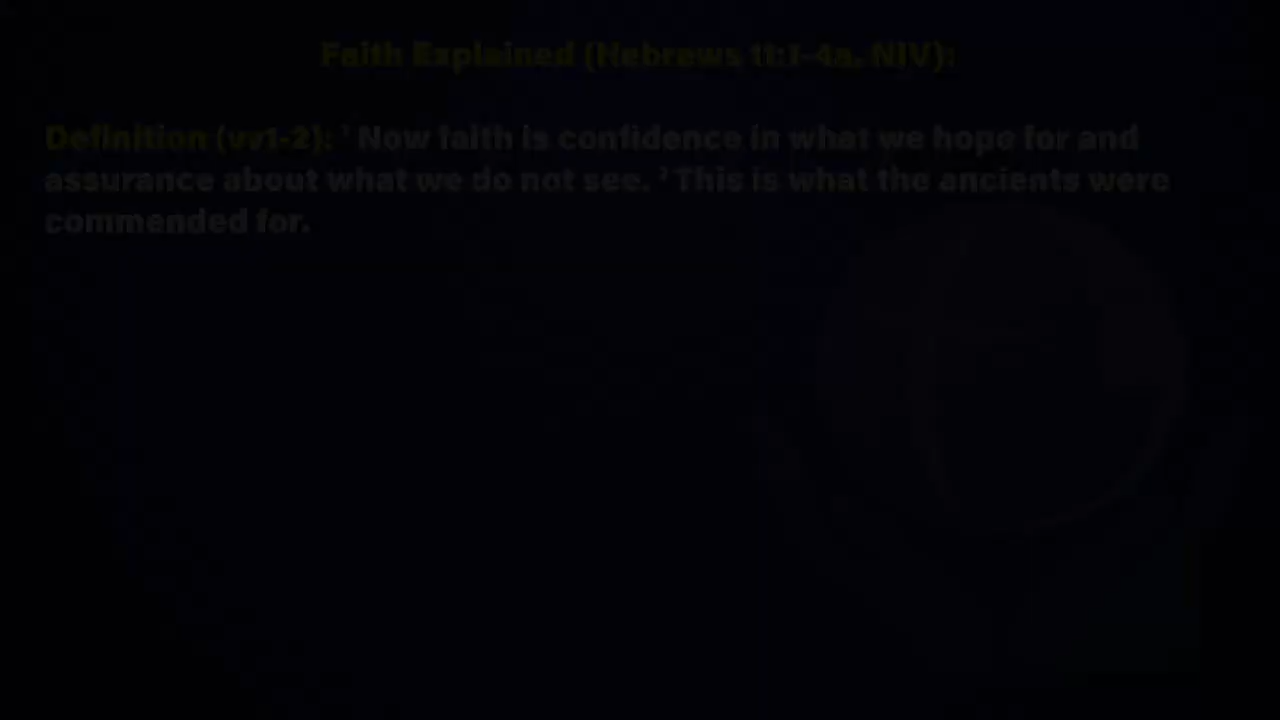 Faith Explained (Hebrews 11:1-4a, NIV):
Definition (vv1-2): ¹ Now faith is confidence in what we hope for and
assurance about what we do not see. ² This is what the ancients were
commended for.